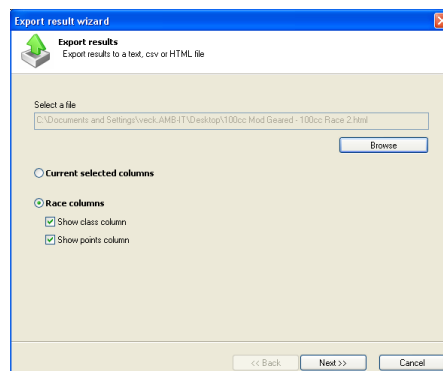 Export result wizard
Export results
Export results to a text, csv or HTML file
Select a file
C:\Documents and Settings\veck.AMB-IT\Desktop\100cc Mod Geared - 100cc Race 2.html
Browse
Current selected columns
Race columns
Show class column
Show points column
<< Back
Next >>
Cancel